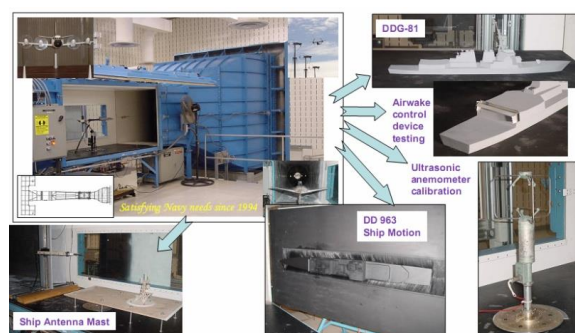 DDG-81
Airwake
control
device
testing
Ultrasonic
anemometer
calibration
Satisfying Navy needs since 1994
DD 963
Ship Motion
Ship Antenna Mast